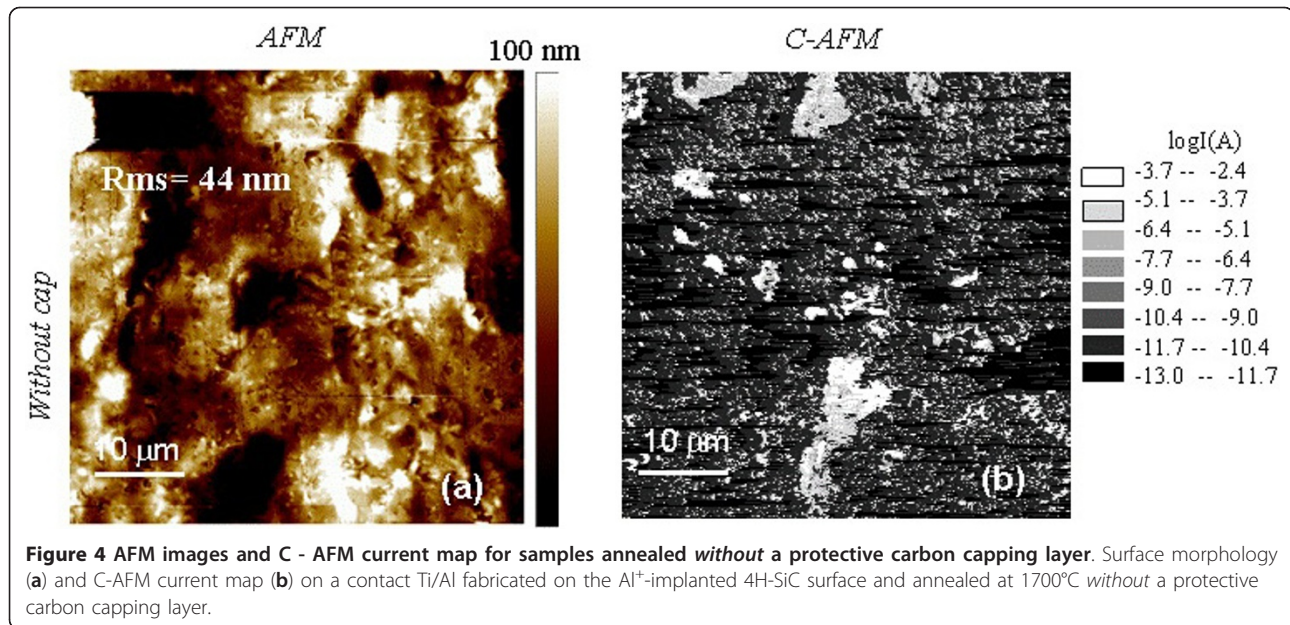 AFM
C-AFM
100 nm
Rms= 44 nm
Without cap
10 µm
(a)
10 µm
(b)
logI(A)
-3.7 -- -2.4
-5.1 -- -3.7
-6.4 -- -5.1
-7.7 -- -6.4
-9.0 -- -7.7
-10.4 -- -9.0
-11.7 -- -10.4
-13.0 -- -11.7
Figure 4 AFM images and C - AFM current map for samples annealed without a protective carbon capping layer. Surface morphology
(a) and C-AFM current map (b) on a contact Ti/Al fabricated on the Al⁺-implanted 4H-SiC surface and annealed at 1700°C without a protective
carbon capping layer.